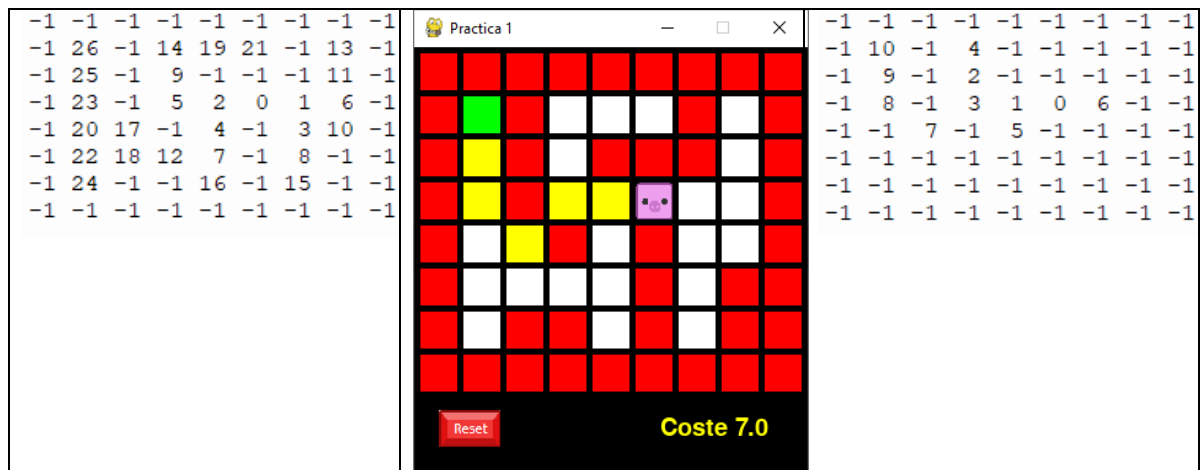 -1 -1 -1 -1 -1 -1 -1 -1 -1
-1 26 -1 14 19 21 -1 13 -1
-1 25 -1 9 -1 -1 -1 11 -1
-1 23 -1 5 2 0 1 6 -1
-1 20 17 -1 4 -1 3 10 -1
-1 22 18 12 7 -1 8 -1 -1
-1 24 -1 -1 16 -1 15 -1 -1
-1 -1 -1 -1 -1 -1 -1 -1 -1
Practica 1
Reset
Coste 7.0
-1 -1 -1 -1 -1 -1 -1 -1 -1
-1 10 -1 4 -1 -1 -1 -1 -1
-1 9 -1 2 -1 -1 -1 -1 -1
-1 8 -1 3 1 0 6 -1 -1
-1 -1 7 -1 5 -1 -1 -1 -1
-1 -1 -1 -1 -1 -1 -1 -1 -1
-1 -1 -1 -1 -1 -1 -1 -1 -1
-1 -1 -1 -1 -1 -1 -1 -1 -1